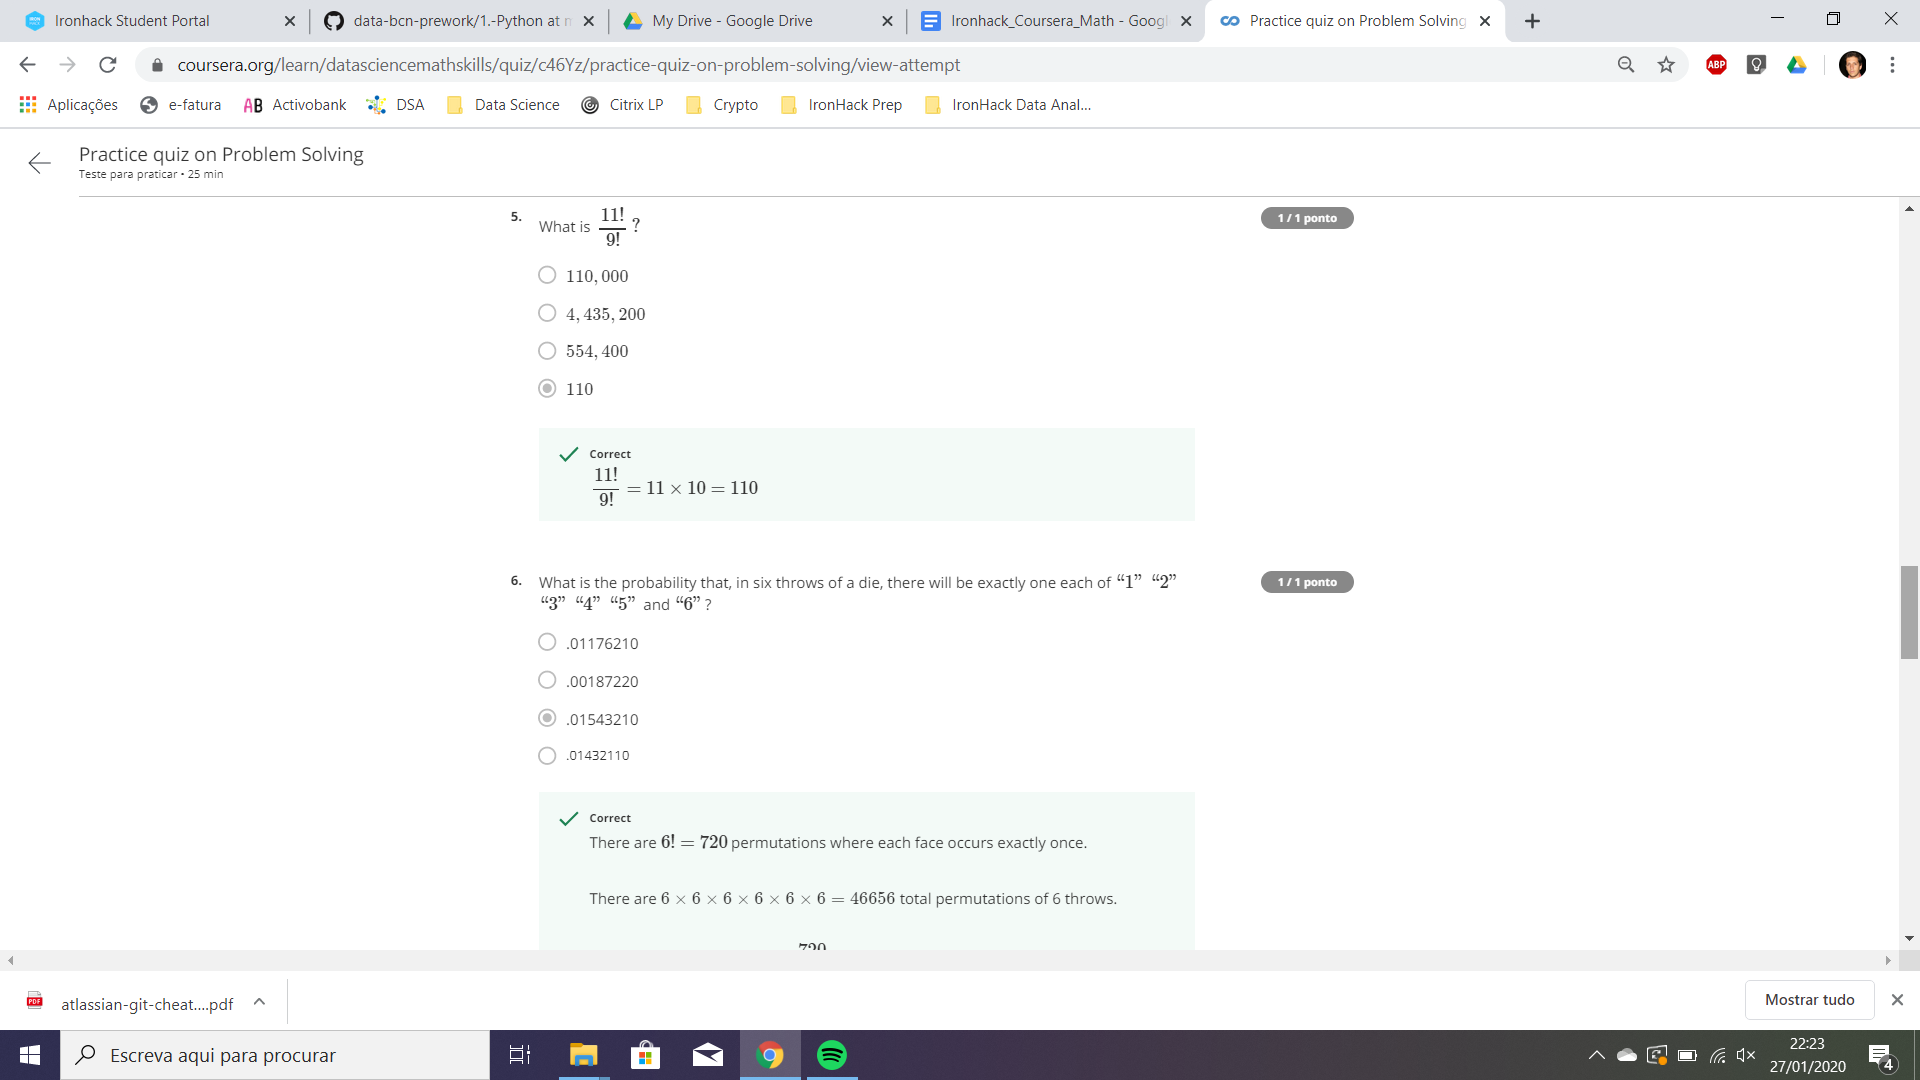 Ironhack Student Portal
data-bcn-prework/1.-Python at m
My Drive - Google Drive
Ironhack_Coursera_Math - Googl
Practice quiz on Problem Solving
coursera.org/learn/datasciencemathskills/quiz/c46Yz/practice-quiz-on-problem-solving/view-attempt
ABP
Aplicações
e-fatura
AB Activobank
DSA
Data Science
Citrix LP
Crypto
IronHack Prep
IronHack Data Anal...
Practice quiz on Problem Solving
Teste para praticar • 25 min
5. What is 11!/9! ?
1 / 1 ponto
110, 000
4, 435, 200
554, 400
110
Correct
11!/9! = 11 × 10 = 110
6. What is the probability that, in six throws of a die, there will be exactly one each of “1” “2”
“3” “4” “5” and “6” ?
1 / 1 ponto
.01176210
.00187220
.01543210
.01432110
Correct
There are 6! = 720 permutations where each face occurs exactly once.
There are 6 × 6 × 6 × 6 × 6 × 6 = 46656 total permutations of 6 throws.
720
PDF
atlassian-git-cheat....pdf
Mostrar tudo
Escreva aqui para procurar
22:23
27/01/2020
4